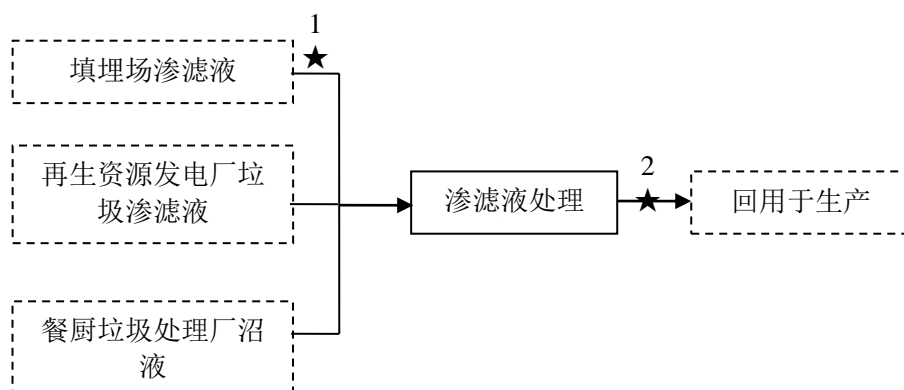 1
填埋场渗滤液
再生资源发电厂垃
圾渗滤液
渗滤液处理
2
回用于生产
餐厨垃圾处理厂沼
液